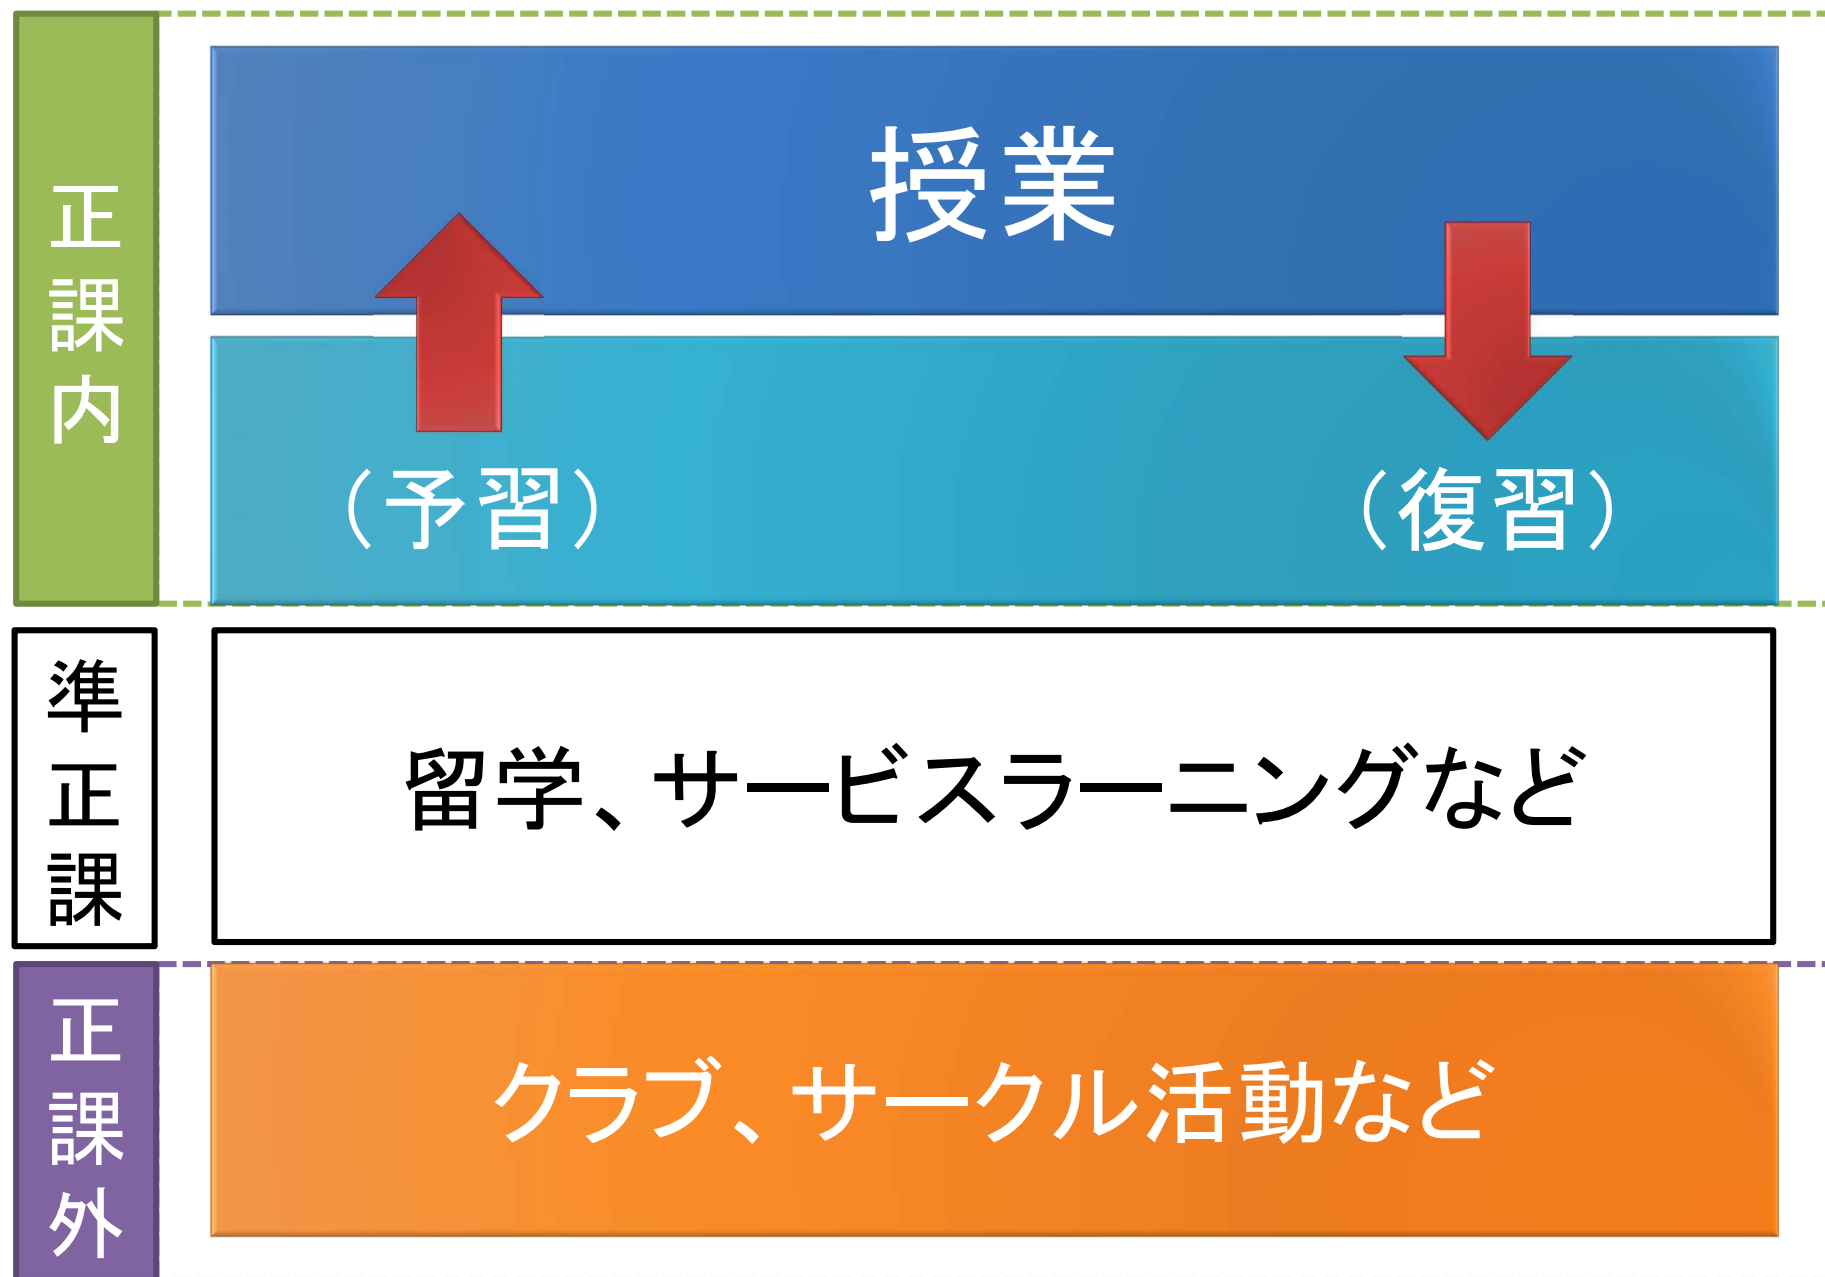 正課内
授業
(予習)
(復習)
準正課
留学、サービスラーニングなど
正課外
クラブ、サークル活動など